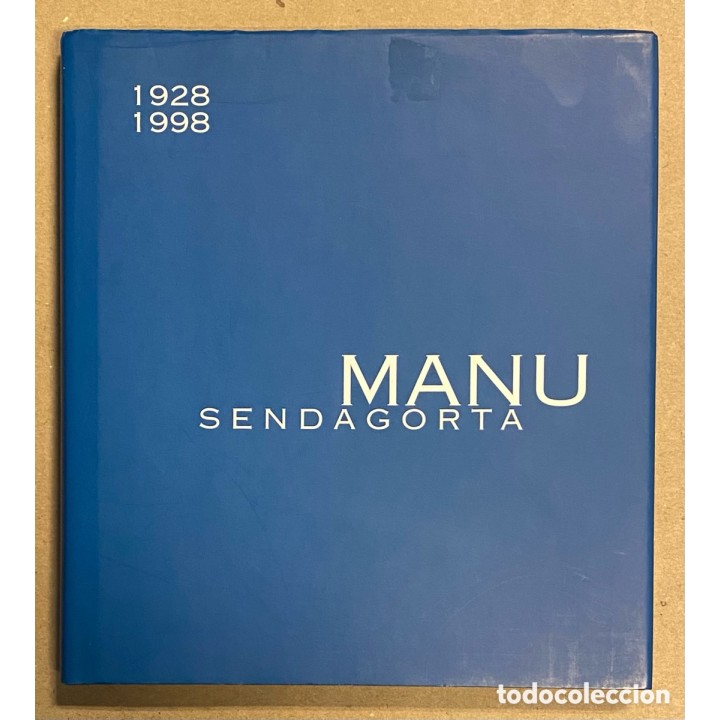 1928
1998
MANU
SENDAGORTA
todocoleccion